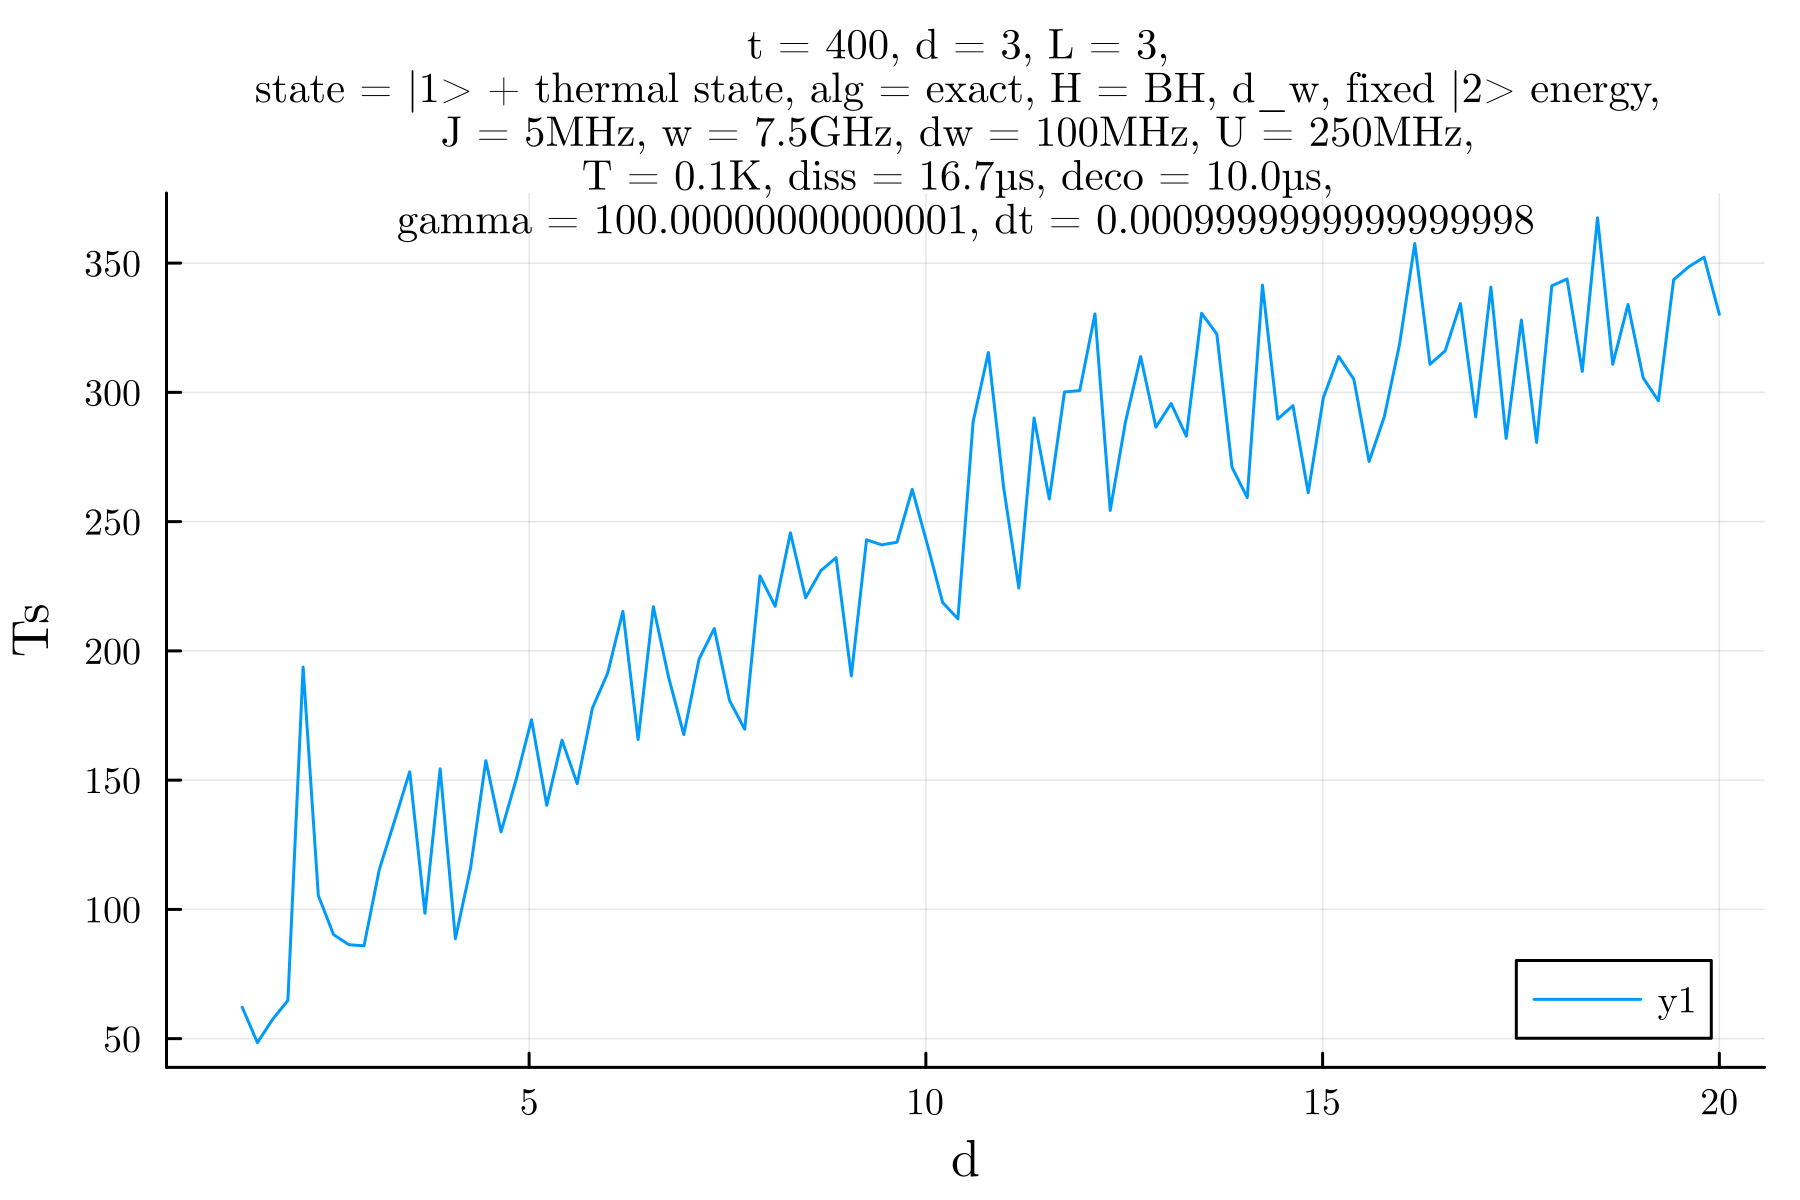 t = 400, d = 3, L = 3,
state = |1> + thermal state, alg = exact, H = BH, d_w, fixed |2> energy,
J = 5MHz, w = 7.5GHz, dw = 100MHz, U = 250MHz,
T = 0.1K, diss = 16.7µs, deco = 10.0µs,
gamma = 100.00000000000001, dt = 0.0009999999999999998
350
300
250
200
150
100
50
Ts
y1
5 10 15 20
d